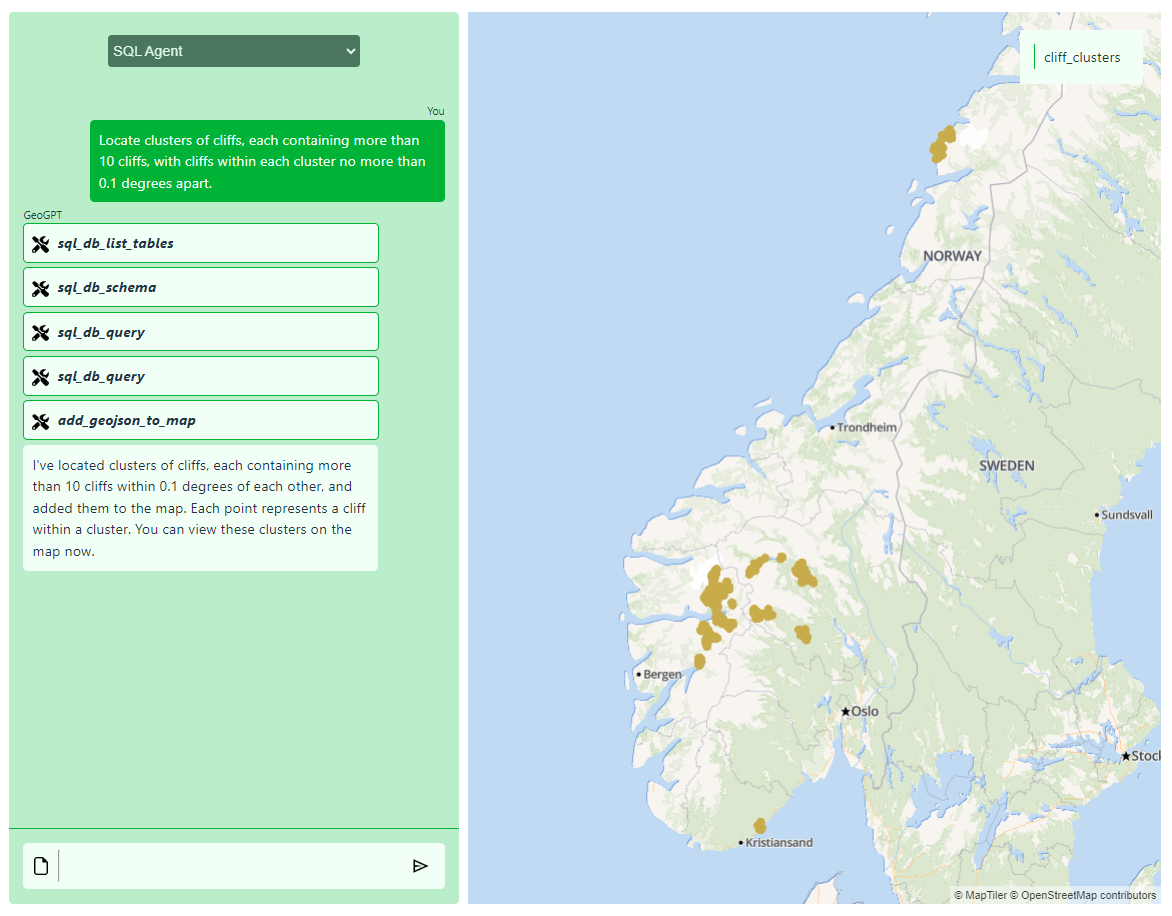 SQL Agent
You
Locate clusters of cliffs, each containing more than
10 cliffs, with cliffs within each cluster no more than
0.1 degrees apart.
GeoGPT
sql_db_list_tables
sql_db_schema
sql_db_query
sql_db_query
add_geojson_to_map
I've located clusters of cliffs, each containing more
than 10 cliffs within 0.1 degrees of each other, and
added them to the map. Each point represents a cliff
within a cluster. You can view these clusters on the
map now.
cliff_clusters
NORWAY
Trondheim
SWEDEN
Sundsvall
Bergen
Oslo
Stock
Kristiansand
© MapTiler © OpenStreetMap contributors